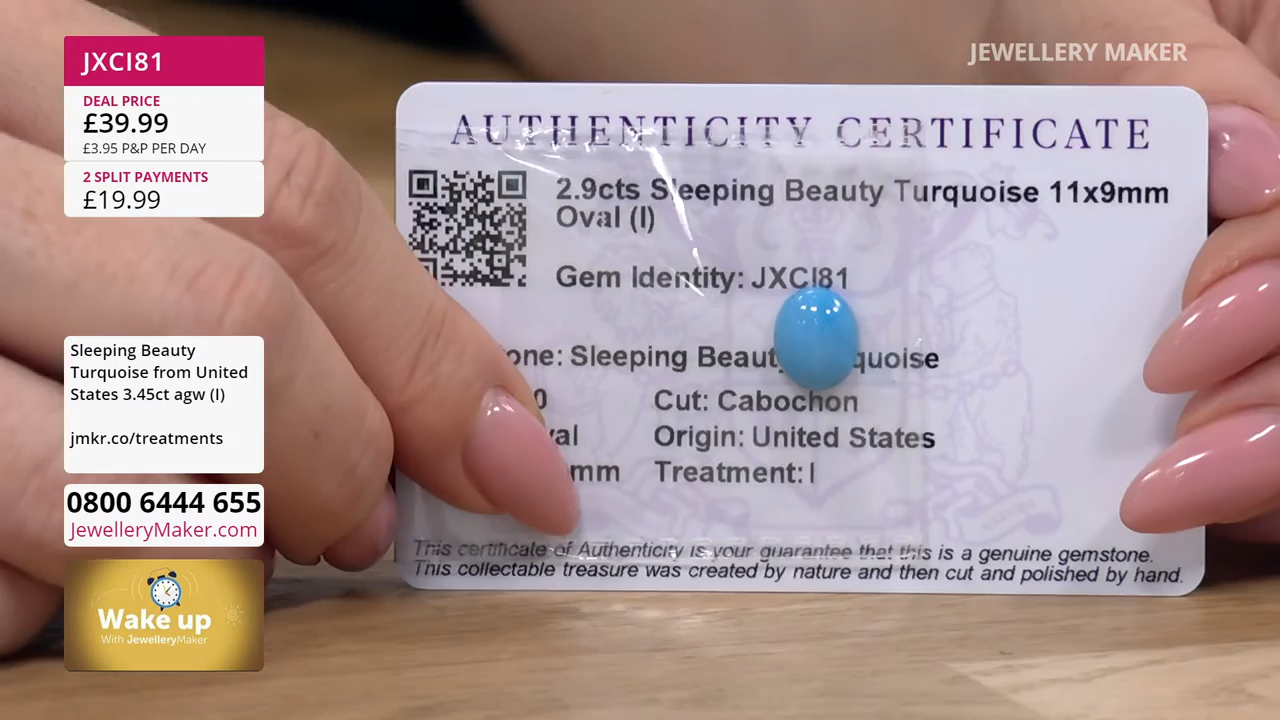 JXCI81
DEAL PRICE
£39.99
£3.95 P&P PER DAY
2 SPLIT PAYMENTS
£19.99
Sleeping Beauty
Turquoise from United
States 3.45ct agw (I)
jmkr.co/treatments
0800 6444 655
JewelleryMaker.com
Wake up
With JewelleryMaker
JEWELLERY MAKER
AUTHENTICITY CERTIFICATE
2.9cts Sleeping Beauty Turquoise 11x9mm
Oval (I)
Gem Identity: JXCI81
Sleeping
Cut: Cabochon
Origin: United States
mm Treatment: I
This certificate of Authenticity is your guarantee that this is a genuine gemstone.
This collectable treasure was created by nature and then cut and polished by hand.